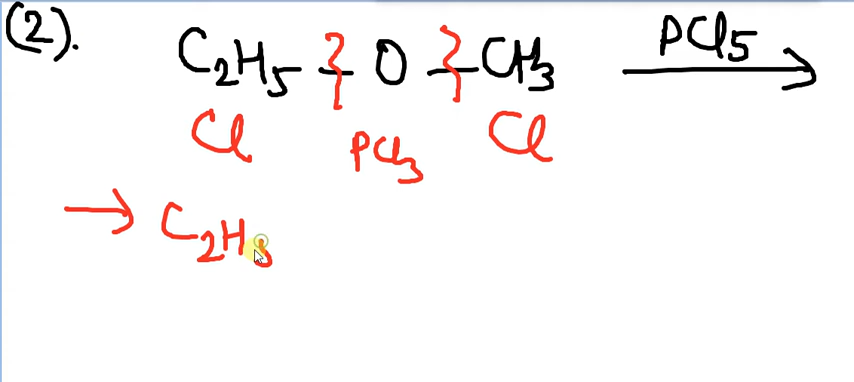 (2).
C₂H₅ - O - CH₃ PCl5 →
Cl PCl₃ Cl
→ C₂H₅